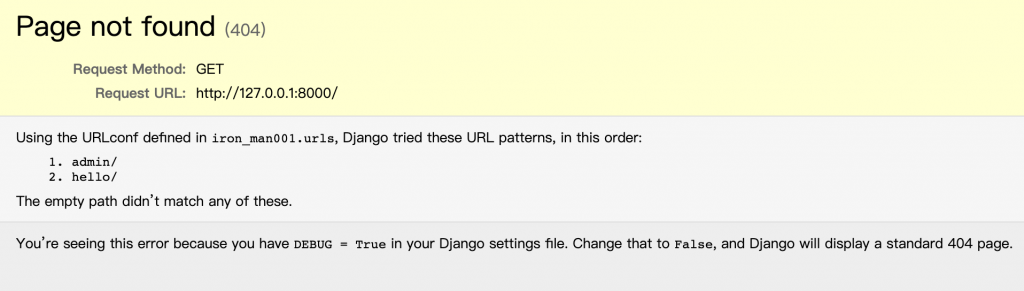 Page not found (404)
Request Method: GET
Request URL: http://127.0.0.1:8000/
Using the URLconf defined in iron_man001.urls, Django tried these URL patterns, in this order:
1. admin/
2. hello/
The empty path didn’t match any of these.
You’re seeing this error because you have DEBUG = True in your Django settings file. Change that to False, and Django will display a standard 404 page.